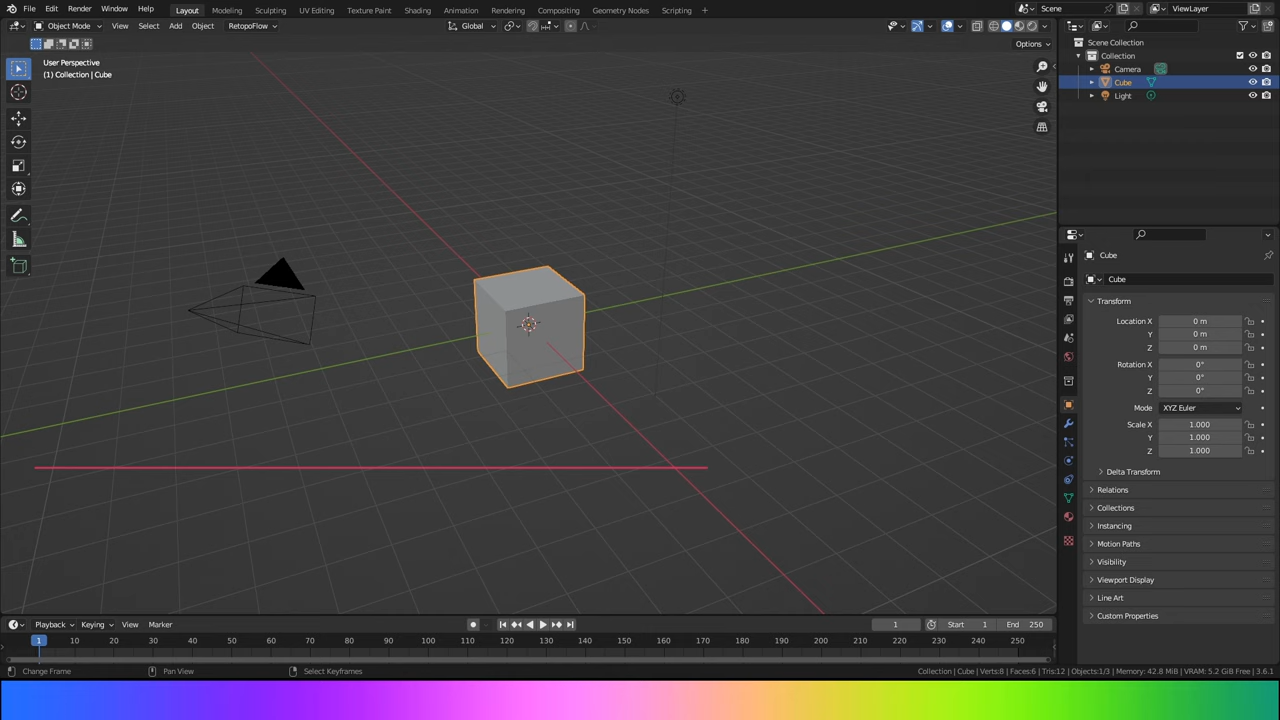 File Edit Render Window Help Layout Modeling Sculpting UV Editing Texture Paint Shading Animation Rendering Compositing Geometry Nodes Scripting + Scene ViewLayer
Object Mode View Select Add Object RetopoFlow Global
Options
User Perspective
(1) Collection | Cube
Scene Collection
Collection
Camera
Cube
Light
Cube
Cube
Transform
Location X 0 m
Y 0 m
Z 0 m
Rotation X 0°
Y 0°
Z 0°
Mode XYZ Euler
Scale X 1.000
Y 1.000
Z 1.000
Delta Transform
Relations
Collections
Instancing
Motion Paths
Visibility
Viewport Display
Line Art
Custom Properties
Playback Keying View Marker 1 Start 1 End 250
1 10 20 30 40 50 60 70 80 90 100 110 120 130 140 150 160 170 180 190 200 210 220 230 240 250
Change Frame Pan View Select Keyframes Collection | Cube | Verts:8 | Faces:6 | Tris:12 | Objects:1/3 | Memory: 42.8 MiB | VRAM: 5.2 GiB Free | 3.6.1